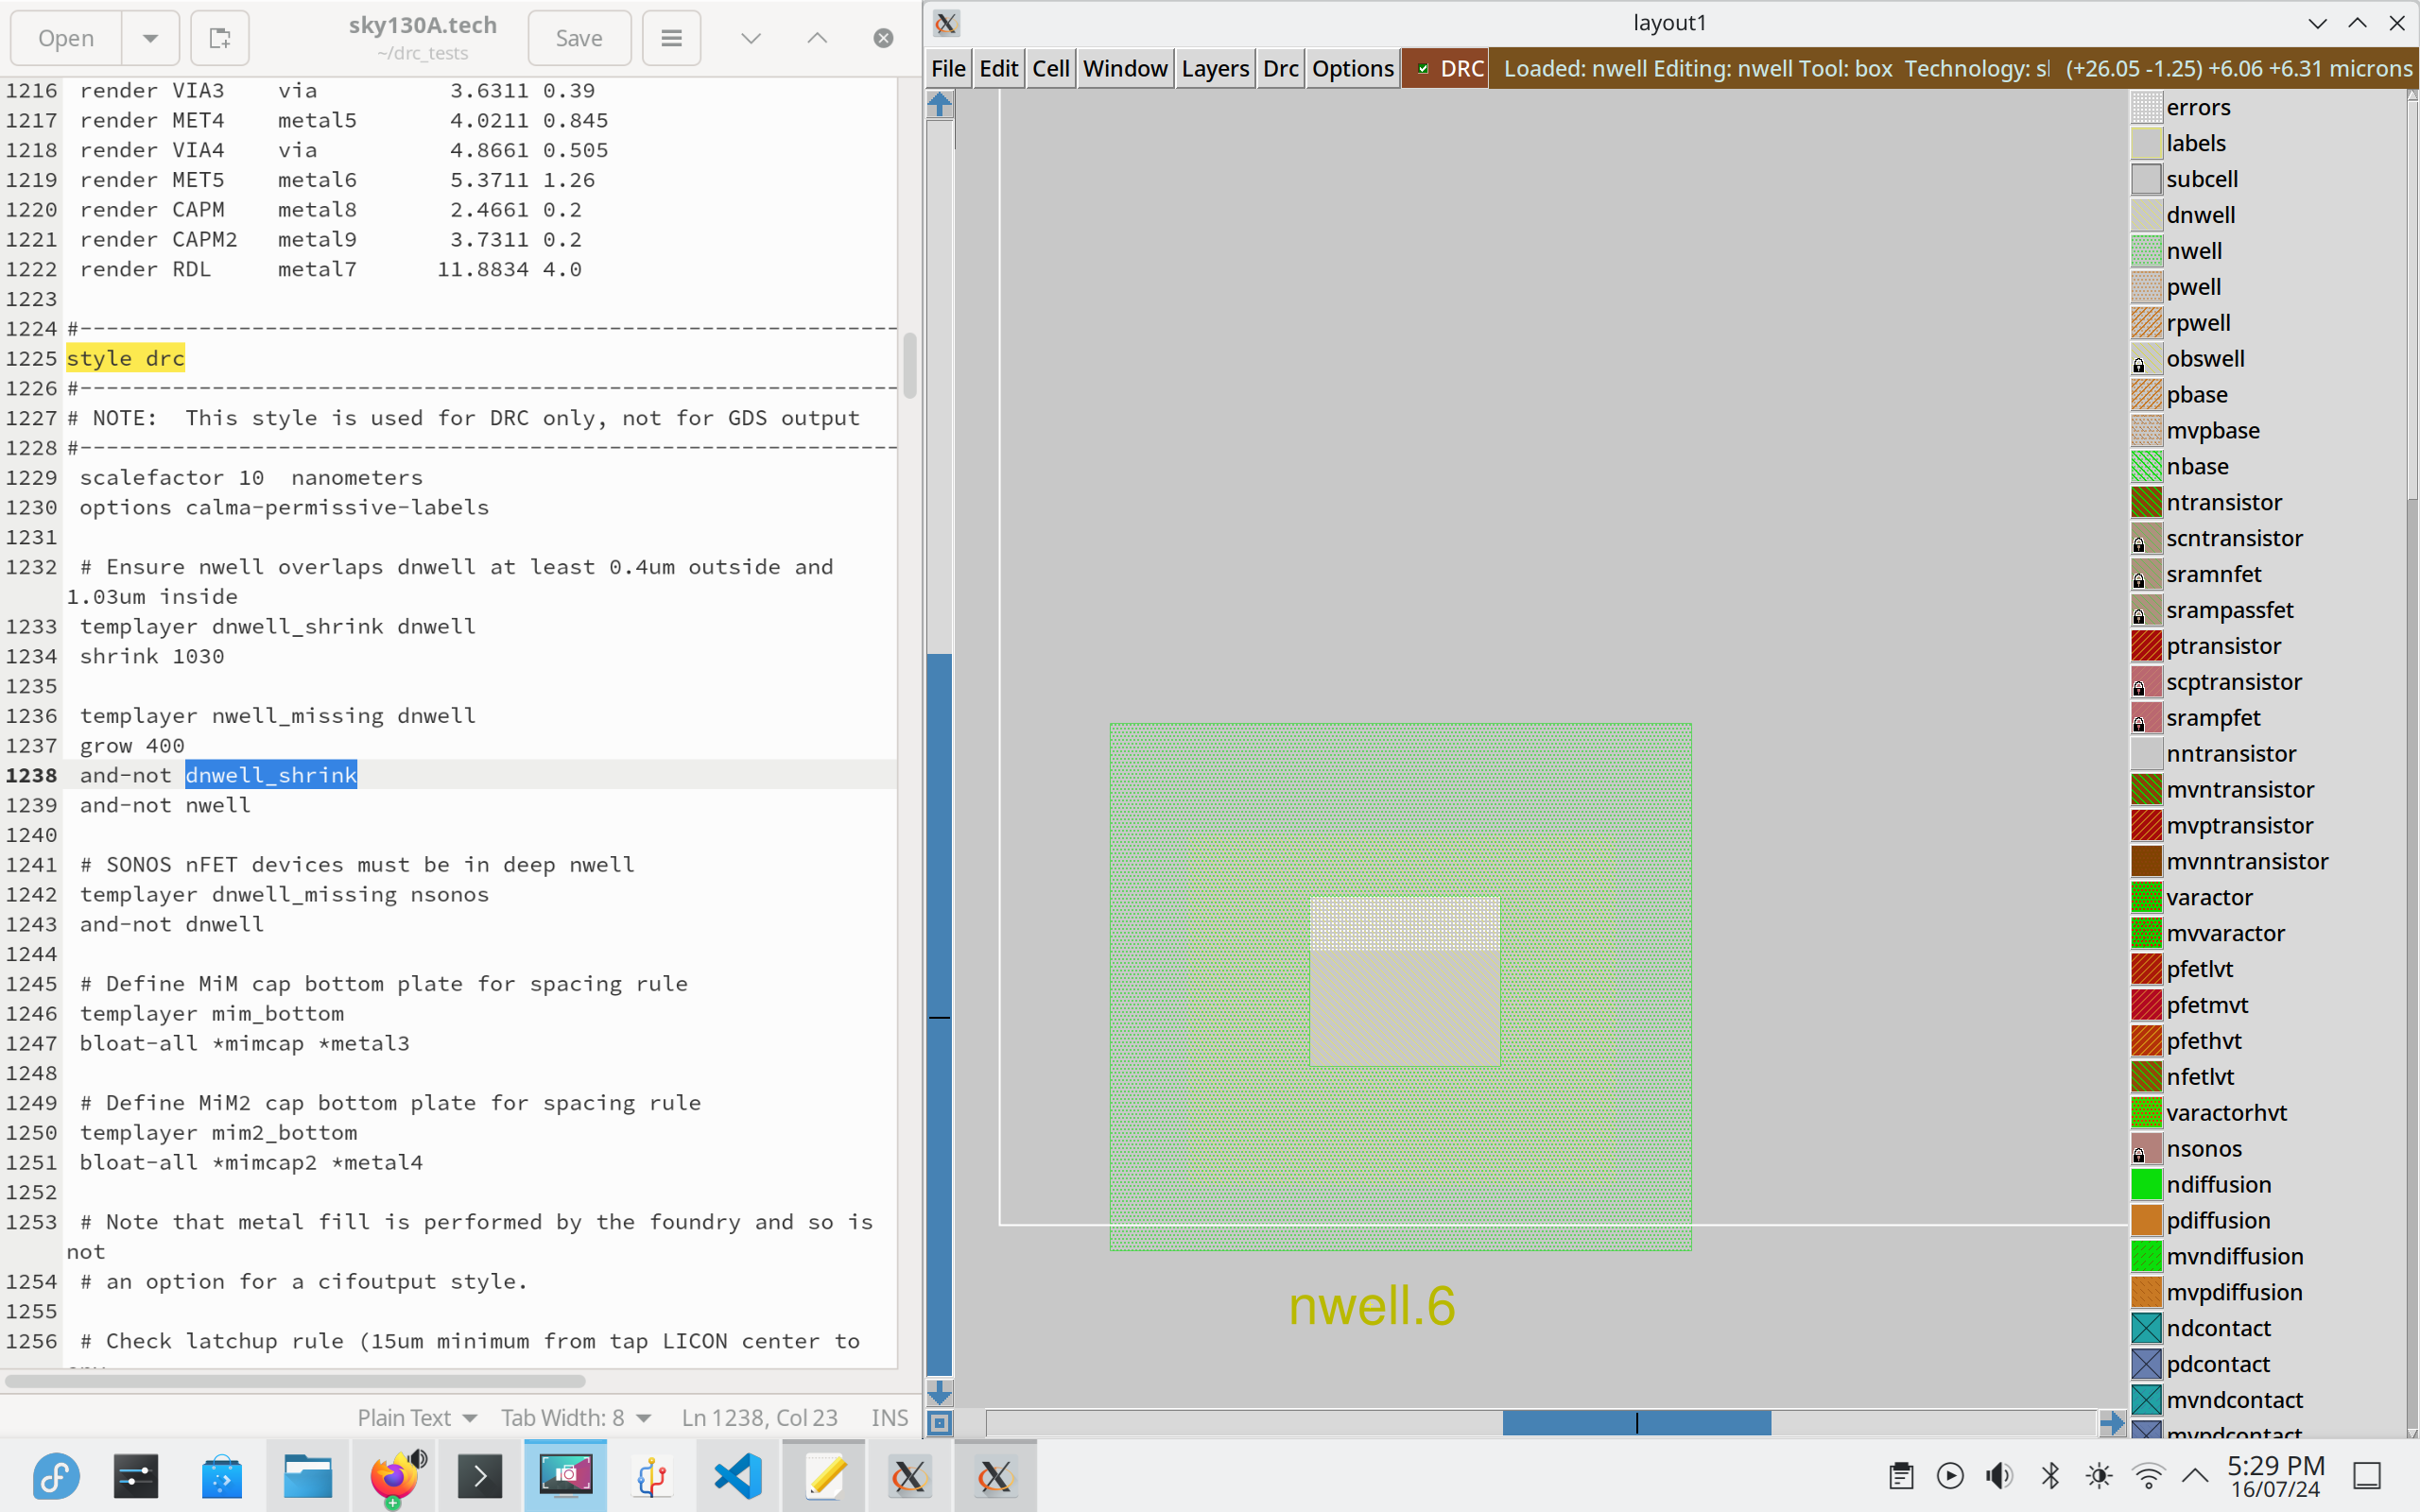 Open
sky130A.tech
~/drc_tests
Save
1216 render VIA3 via 3.6311 0.39
1217 render MET4 metal5 4.0211 0.845
1218 render VIA4 via 4.8661 0.505
1219 render MET5 metal6 5.3711 1.26
1220 render CAPM metal8 2.4661 0.2
1221 render CAPM2 metal9 3.7311 0.2
1222 render RDL metal7 11.8834 4.0
1223
1224 #--------------------------------------------------------------
1225 style drc
1226 #--------------------------------------------------------------
1227 # NOTE:  This style is used for DRC only, not for GDS output
1228 #--------------------------------------------------------------
1229 scalefactor 10  nanometers
1230 options calma-permissive-labels
1231
1232 # Ensure nwell overlaps dnwell at least 0.4um outside and
1.03um inside
1233 templayer dnwell_shrink dnwell
1234 shrink 1030
1235
1236 templayer nwell_missing dnwell
1237 grow 400
1238 and-not dnwell_shrink
1239 and-not nwell
1240
1241 # SONOS nFET devices must be in deep nwell
1242 templayer dnwell_missing nsonos
1243 and-not dnwell
1244
1245 # Define MiM cap bottom plate for spacing rule
1246 templayer mim_bottom
1247 bloat-all *mimcap *metal3
1248
1249 # Define MiM2 cap bottom plate for spacing rule
1250 templayer mim2_bottom
1251 bloat-all *mimcap2 *metal4
1252
1253 # Note that metal fill is performed by the foundry and so is
not
1254 # an option for a cifoutput style.
1255
1256 # Check latchup rule (15um minimum from tap LICON center to
Plain Text Tab Width: 8 Ln 1238, Col 23 INS
layout1
File Edit Cell Window Layers Drc Options DRC Loaded: nwell Editing: nwell Tool: box  Technology: sl (+26.05 -1.25) +6.06 +6.31 microns
errors
labels
subcell
dnwell
nwell
pwell
rpwell
obswell
pbase
mvpbase
nbase
ntransistor
scntransistor
sramnfet
srampassfet
ptransistor
scptransistor
srampfet
nntransistor
mvntransistor
mvptransistor
mvnntransistor
varactor
mvvaractor
pfetlvt
pfetmvt
pfethvt
nfetlvt
varactorhvt
nsonos
ndiffusion
pdiffusion
mvndiffusion
mvpdiffusion
ndcontact
pdcontact
mvndcontact
mvpdcontact
nwell.6
5:29 PM
16/07/24